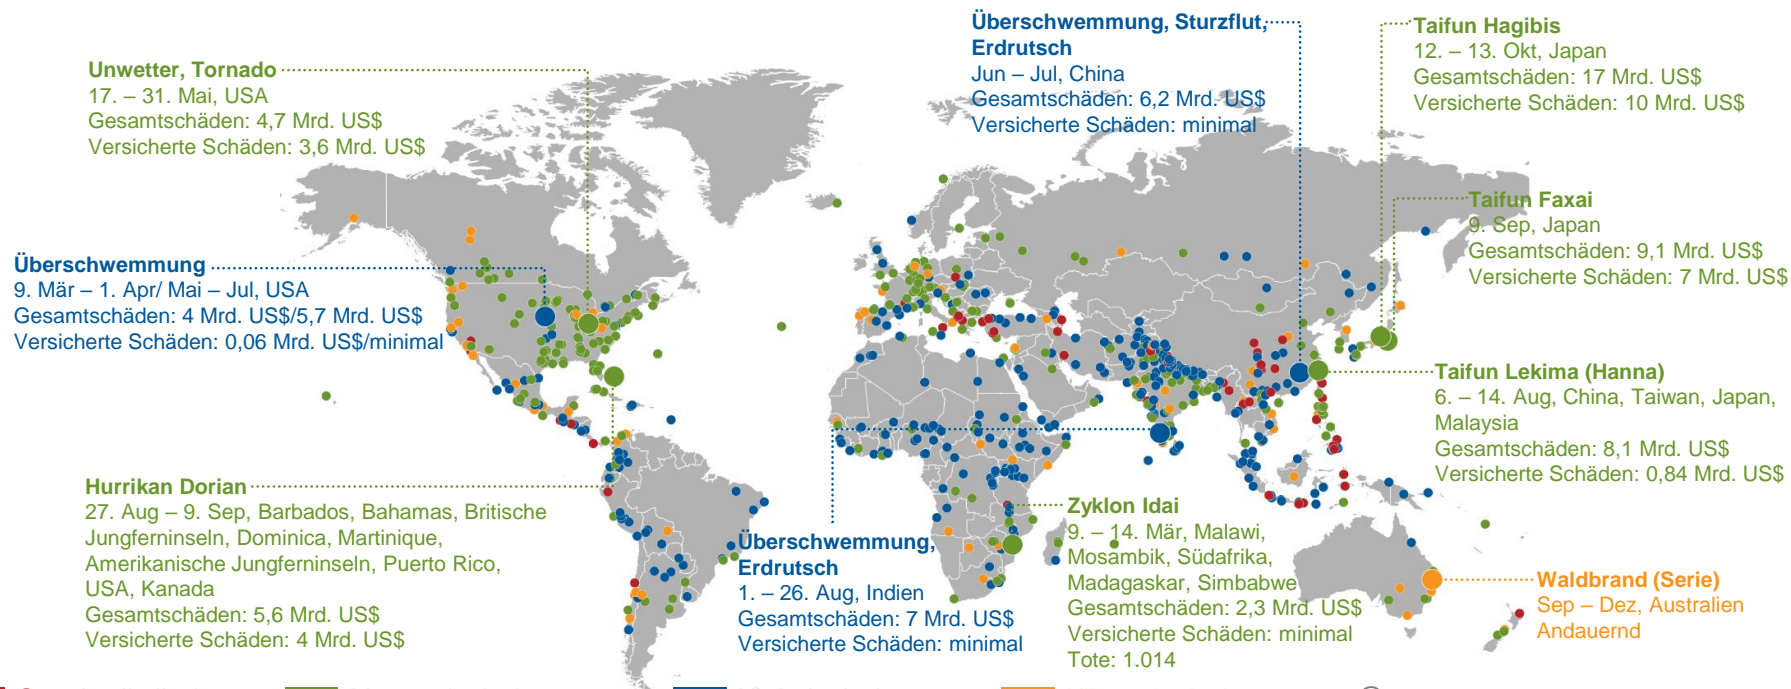 Unwetter, Tornado
17. – 31. Mai, USA
Gesamtschäden: 4,7 Mrd. US$
Versicherte Schäden: 3,6 Mrd. US$
Überschwemmung, Sturzflut,
Erdrutsch
Jun – Jul, China
Gesamtschäden: 6,2 Mrd. US$
Versicherte Schäden: minimal
Taifun Hagibis
12. – 13. Okt, Japan
Gesamtschäden: 17 Mrd. US$
Versicherte Schäden: 10 Mrd. US$
Taifun Faxai
9. Sep, Japan
Gesamtschäden: 9,1 Mrd. US$
Versicherte Schäden: 7 Mrd. US$
Überschwemmung
9. Mär – 1. Apr/ Mai – Jul, USA
Gesamtschäden: 4 Mrd. US$/5,7 Mrd. US$
Versicherte Schäden: 0,06 Mrd. US$/minimal
Taifun Lekima (Hanna)
6. – 14. Aug, China, Taiwan, Japan,
Malaysia
Gesamtschäden: 8,1 Mrd. US$
Versicherte Schäden: 0,84 Mrd. US$
Hurrikan Dorian
27. Aug – 9. Sep, Barbados, Bahamas, Britische
Jungferninseln, Dominica, Martinique,
Amerikanische Jungferninseln, Puerto Rico,
USA, Kanada
Gesamtschäden: 5,6 Mrd. US$
Versicherte Schäden: 4 Mrd. US$
Überschwemmung,
Erdrutsch
1. – 26. Aug, Indien
Gesamtschäden: 7 Mrd. US$
Versicherte Schäden: minimal
Zyklon Idai
9. – 14. Mär, Malawi,
Mosambik, Südafrika,
Madagaskar, Simbabwe
Gesamtschäden: 2,3 Mrd. US$
Versicherte Schäden: minimal
Tote: 1.014
Waldbrand (Serie)
Sep – Dez, Australien
Andauernd